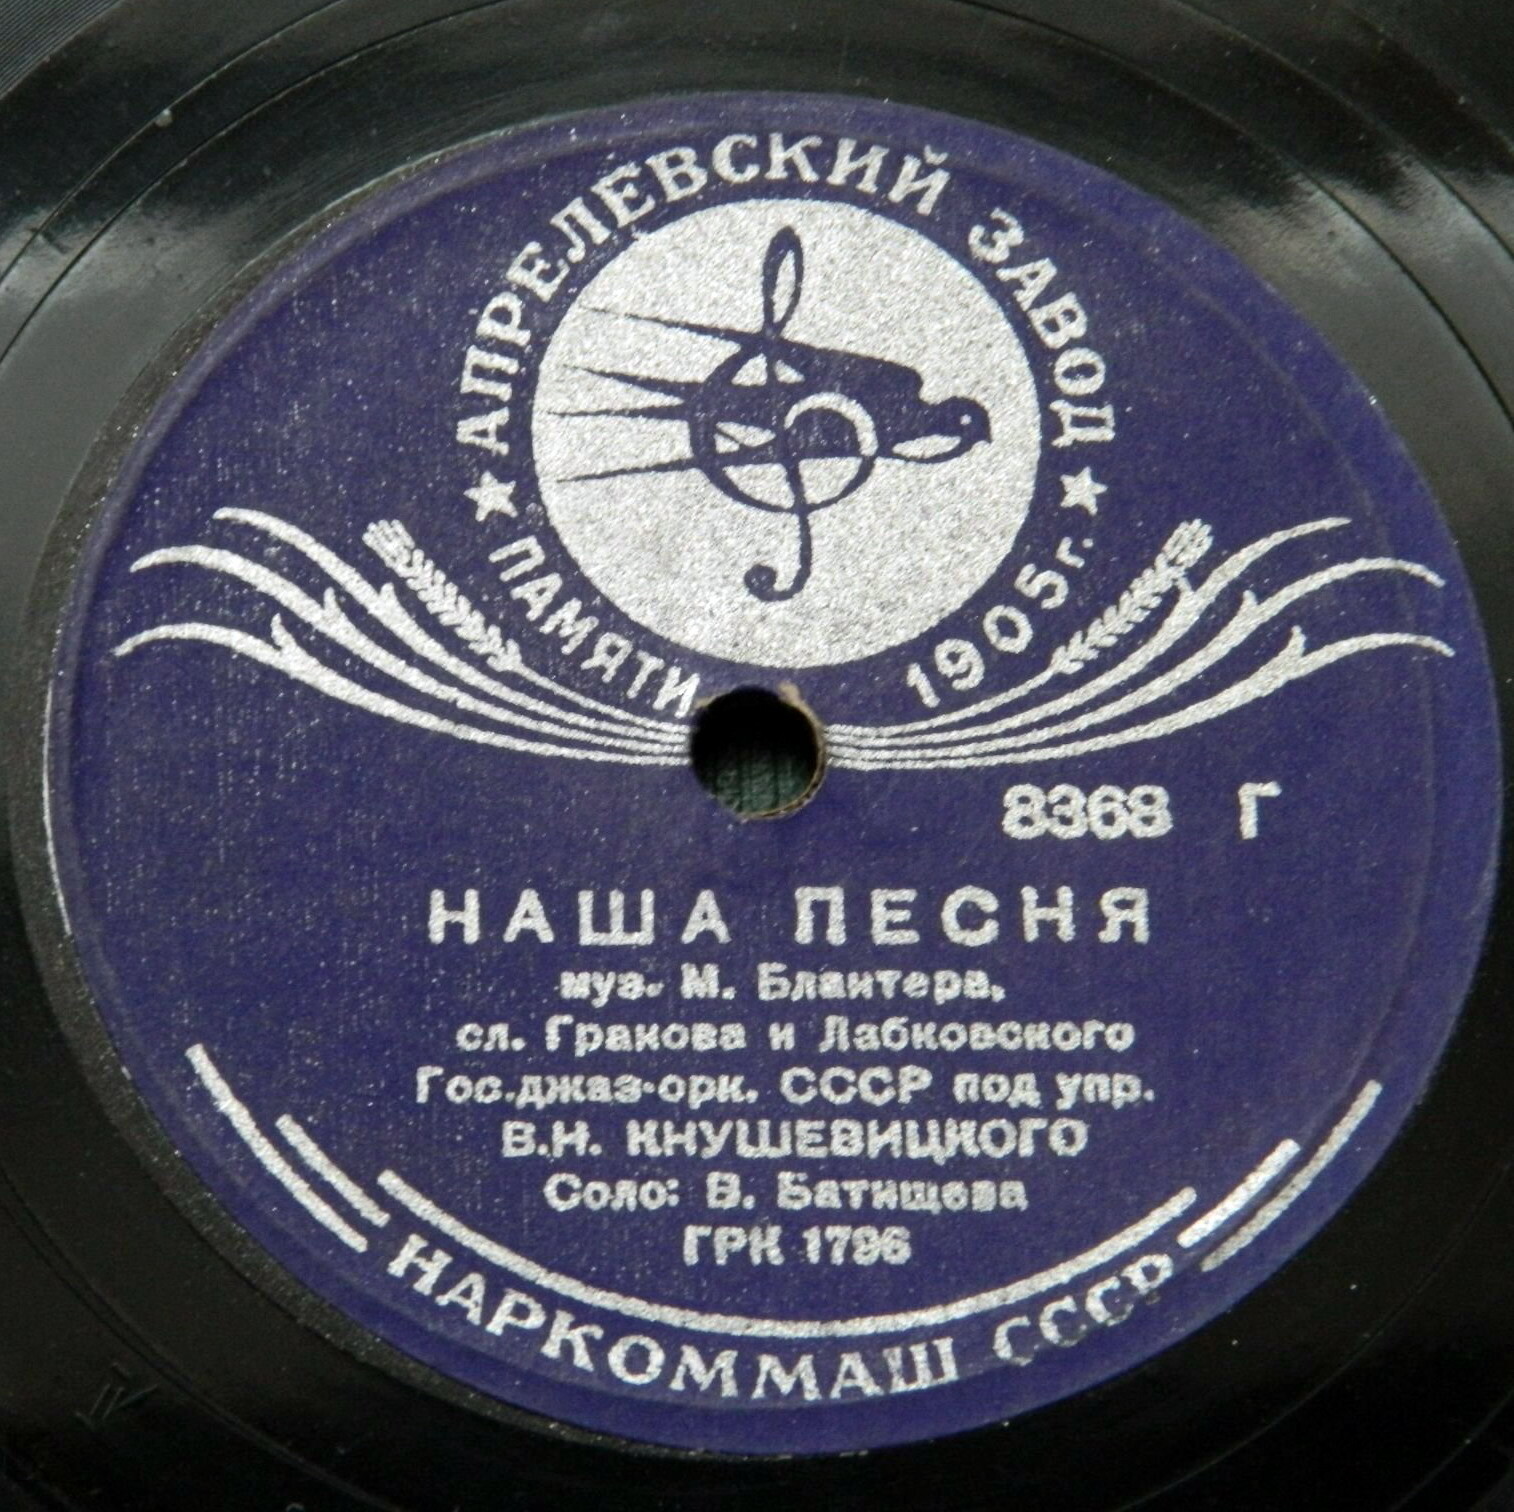 АПРЕЛЕВСКИЙ ЗАВОД
ПАМЯТИ 1905 г.
8368 Г
НАША ПЕСНЯ
муз. М. Блантера,
сл. Гракова и Лабковского
Гос.джаз-орк. СССР под упр.
В.Н. КНУШЕВИЦКОГО
Соло: В. Батищева
ГРК 1796
НАРКОММАШ СССР